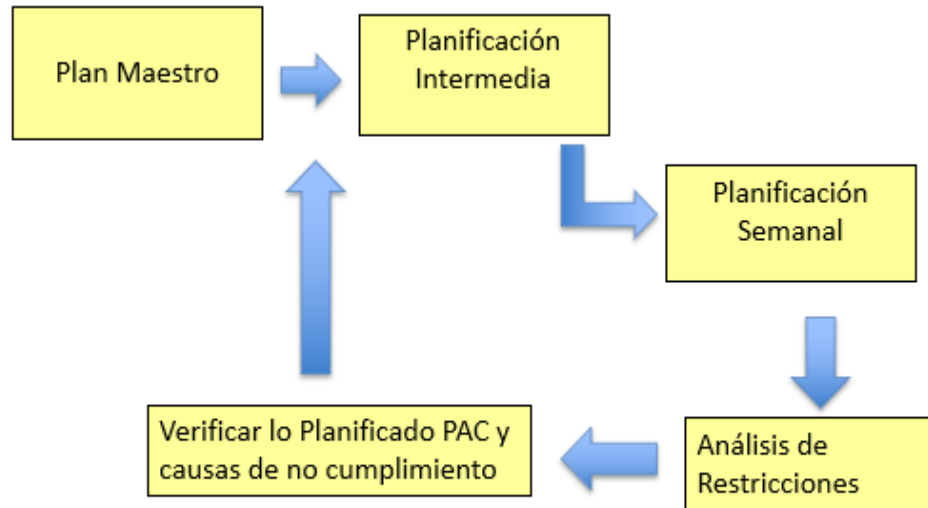 Plan Maestro
Planificación
Intermedia
Planificación
Semanal
Verificar lo Planificado PAC y
causas de no cumplimiento
Análisis de
Restricciones